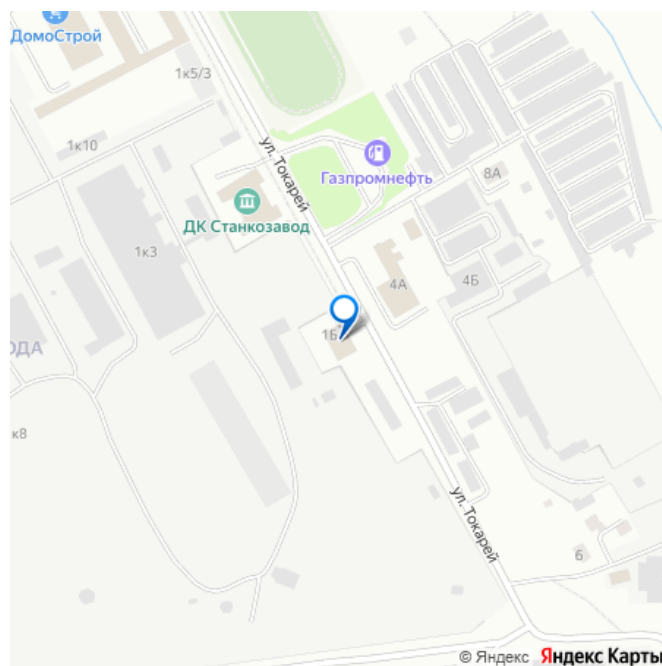 ДомоСтрой
1к5/3
1к10
ул. Токарей
Газпромнефть
8А
ДК Станкозавод
1к3
4А
4Б
1Б
ОДА
к8
ул. Токарей
6
© Яндекс Яндекс Карты